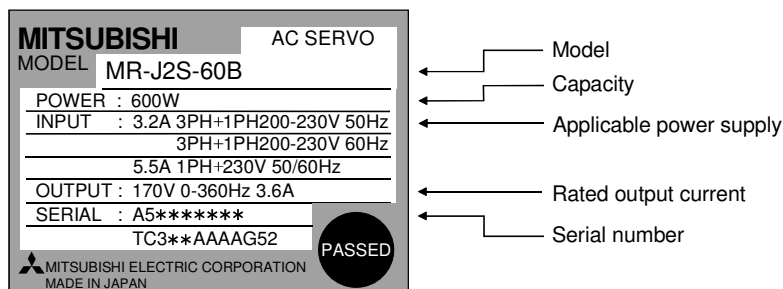 MITSUBISHI AC SERVO
MODEL MR-J2S-60B
POWER : 600W
INPUT : 3.2A 3PH+1PH200-230V 50Hz
3PH+1PH200-230V 60Hz
5.5A 1PH+230V 50/60Hz
OUTPUT : 170V 0-360Hz 3.6A
SERIAL : A5*******
TC3**AAAAG52
PASSED
MITSUBISHI ELECTRIC CORPORATION
MADE IN JAPAN
Model
Capacity
Applicable power supply
Rated output current
Serial number